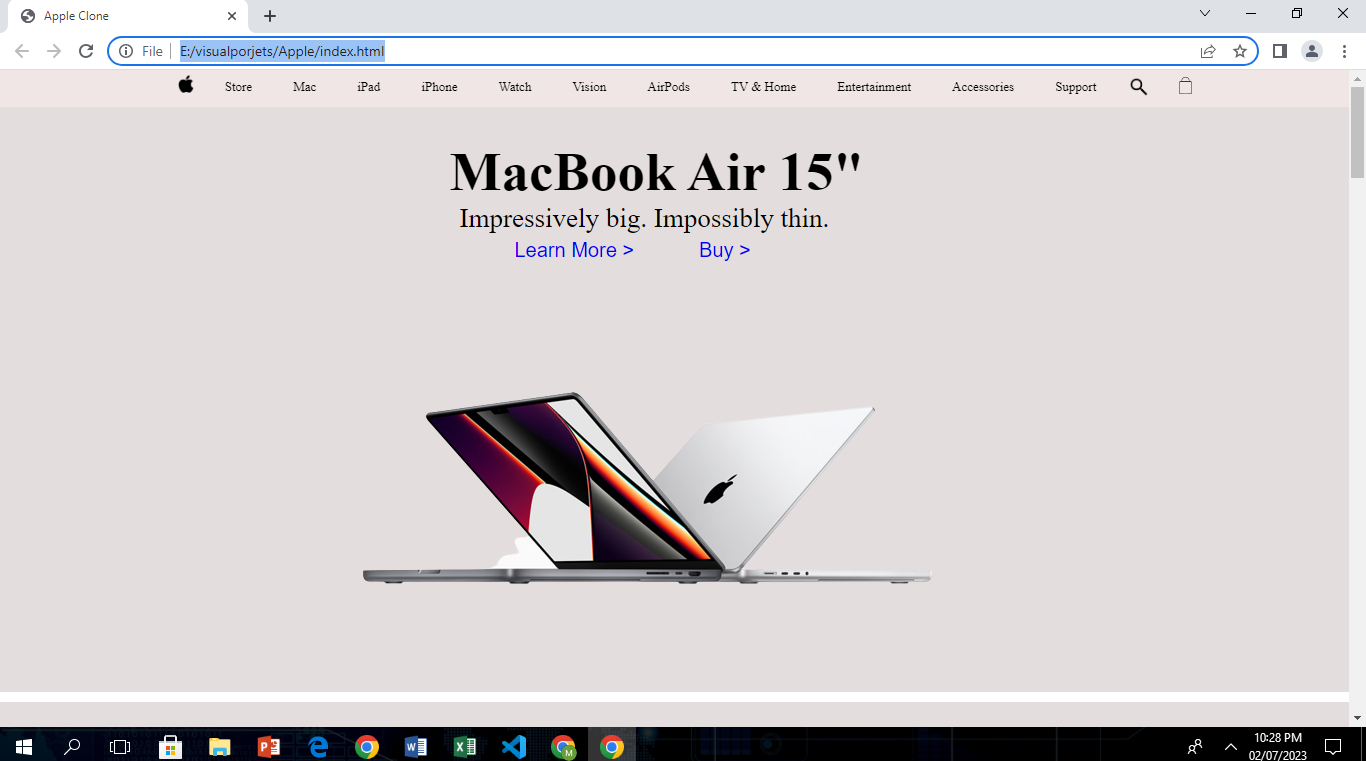 Apple Clone
File E:/visualporjets/Apple/index.html
Store Mac iPad iPhone Watch Vision AirPods TV & Home Entertainment Accessories Support
MacBook Air 15"
Impressively big. Impossibly thin.
Learn More > Buy >
10:28 PM
02/07/2023